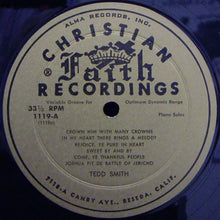 ALMA RECORDS, INC.
CHRISTIAN
® Faith
RECORDINGS
Variable Groove for Optimum Dynamic Range
33⅓ RPM
1119-A
Piano Solos
CROWN HIM WITH MANY CROWNS
IN MY HEART THERE RINGS A MELODY
REJOICE, YE PURE IN HEART
SWEET BY AND BY
COME, YE THANKFUL PEOPLE
JOSHUA FIT DE BATTLE OF JERICHO
TEDD SMITH
7118-A CANBY AVE., RESEDA, CALIF.